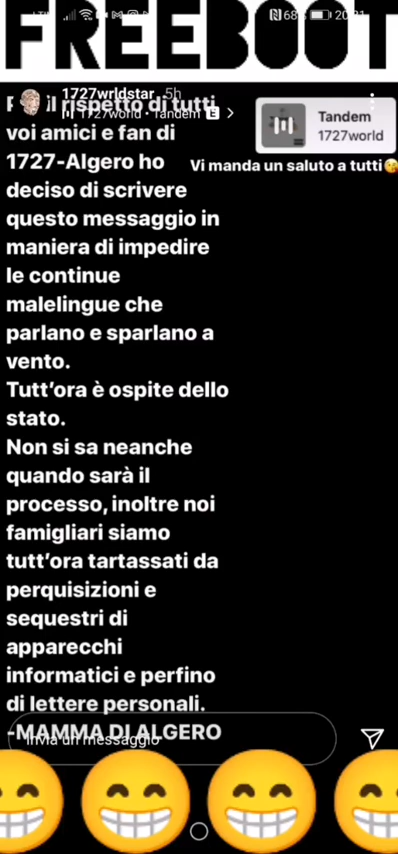 FREEBOOT
20
1727wrldstar 5h
1727world • Tandem E >
Tandem
1727world
Vi manda un saluto a tutti
il rispetto di tutti
voi amici e fan di
1727-Algero ho
deciso di scrivere
questo messaggio in
maniera di impedire
le continue
malelingue che
parlano e sparlano a
vento.
Tutt’ora è ospite dello
stato.
Non si sa neanche
quando sarà il
processo, inoltre noi
famigliari siamo
tutt’ora tartassati da
perquisizioni e
sequestri di
apparecchi
informatici e perfino
di lettere personali.
-MAMMA DI ALGERO
Invia un messaggio